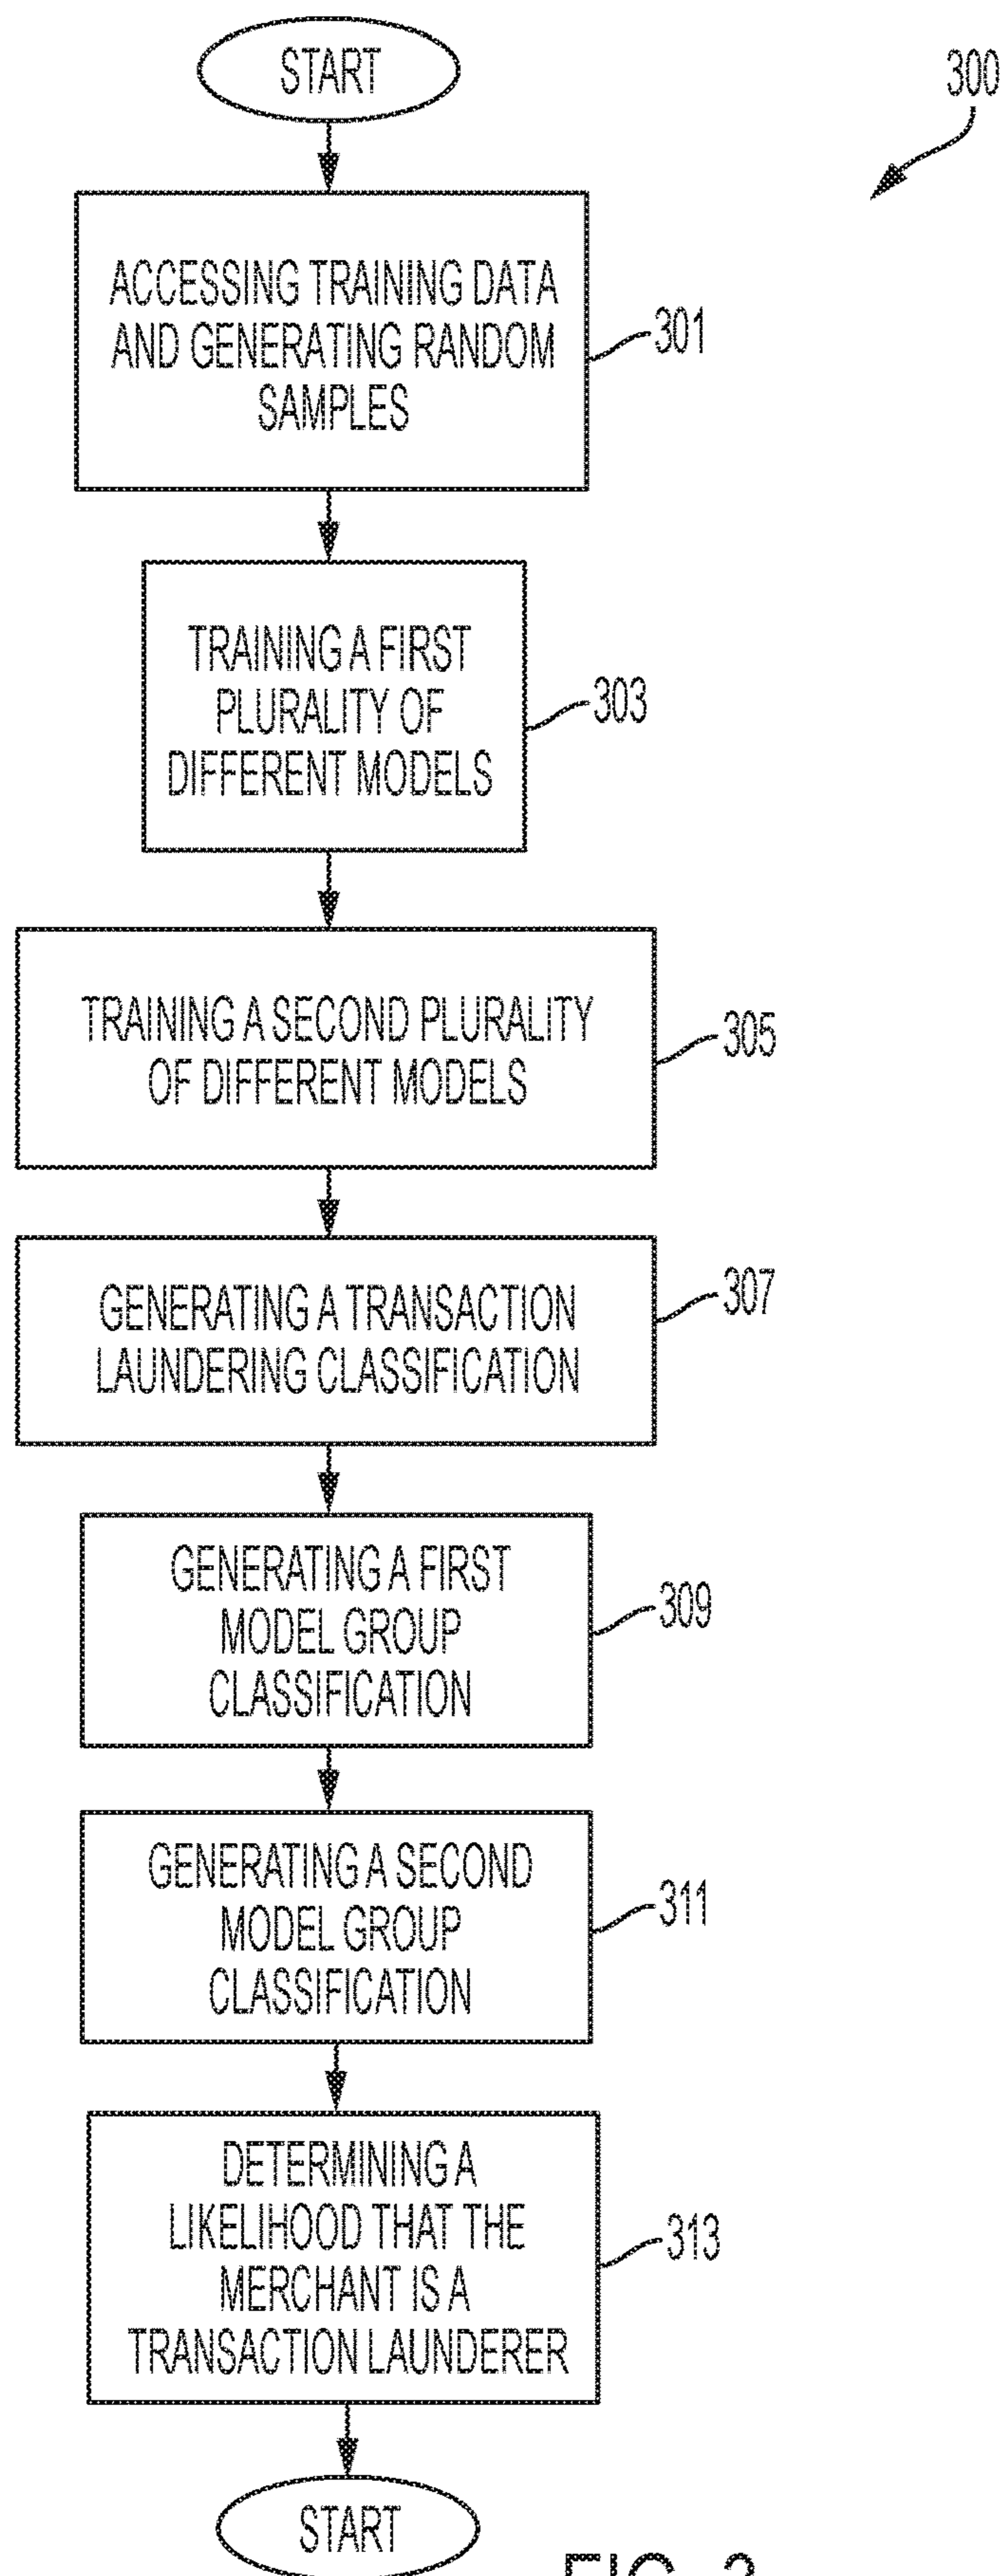 START
300
ACCESSING TRAINING DATA
AND GENERATING RANDOM
SAMPLES
301
TRAINING A FIRST
PLURALITY OF
DIFFERENT MODELS
303
TRAINING A SECOND PLURALITY
OF DIFFERENT MODELS
305
GENERATING A TRANSACTION
LAUNDERING CLASSIFICATION
307
GENERATING A FIRST
MODEL GROUP
CLASSIFICATION
309
GENERATING A SECOND
MODEL GROUP
CLASSIFICATION
311
DETERMINING A
LIKELIHOOD THAT THE
MERCHANT IS A
TRANSACTION LAUNDERER
313
START
FIG. 3